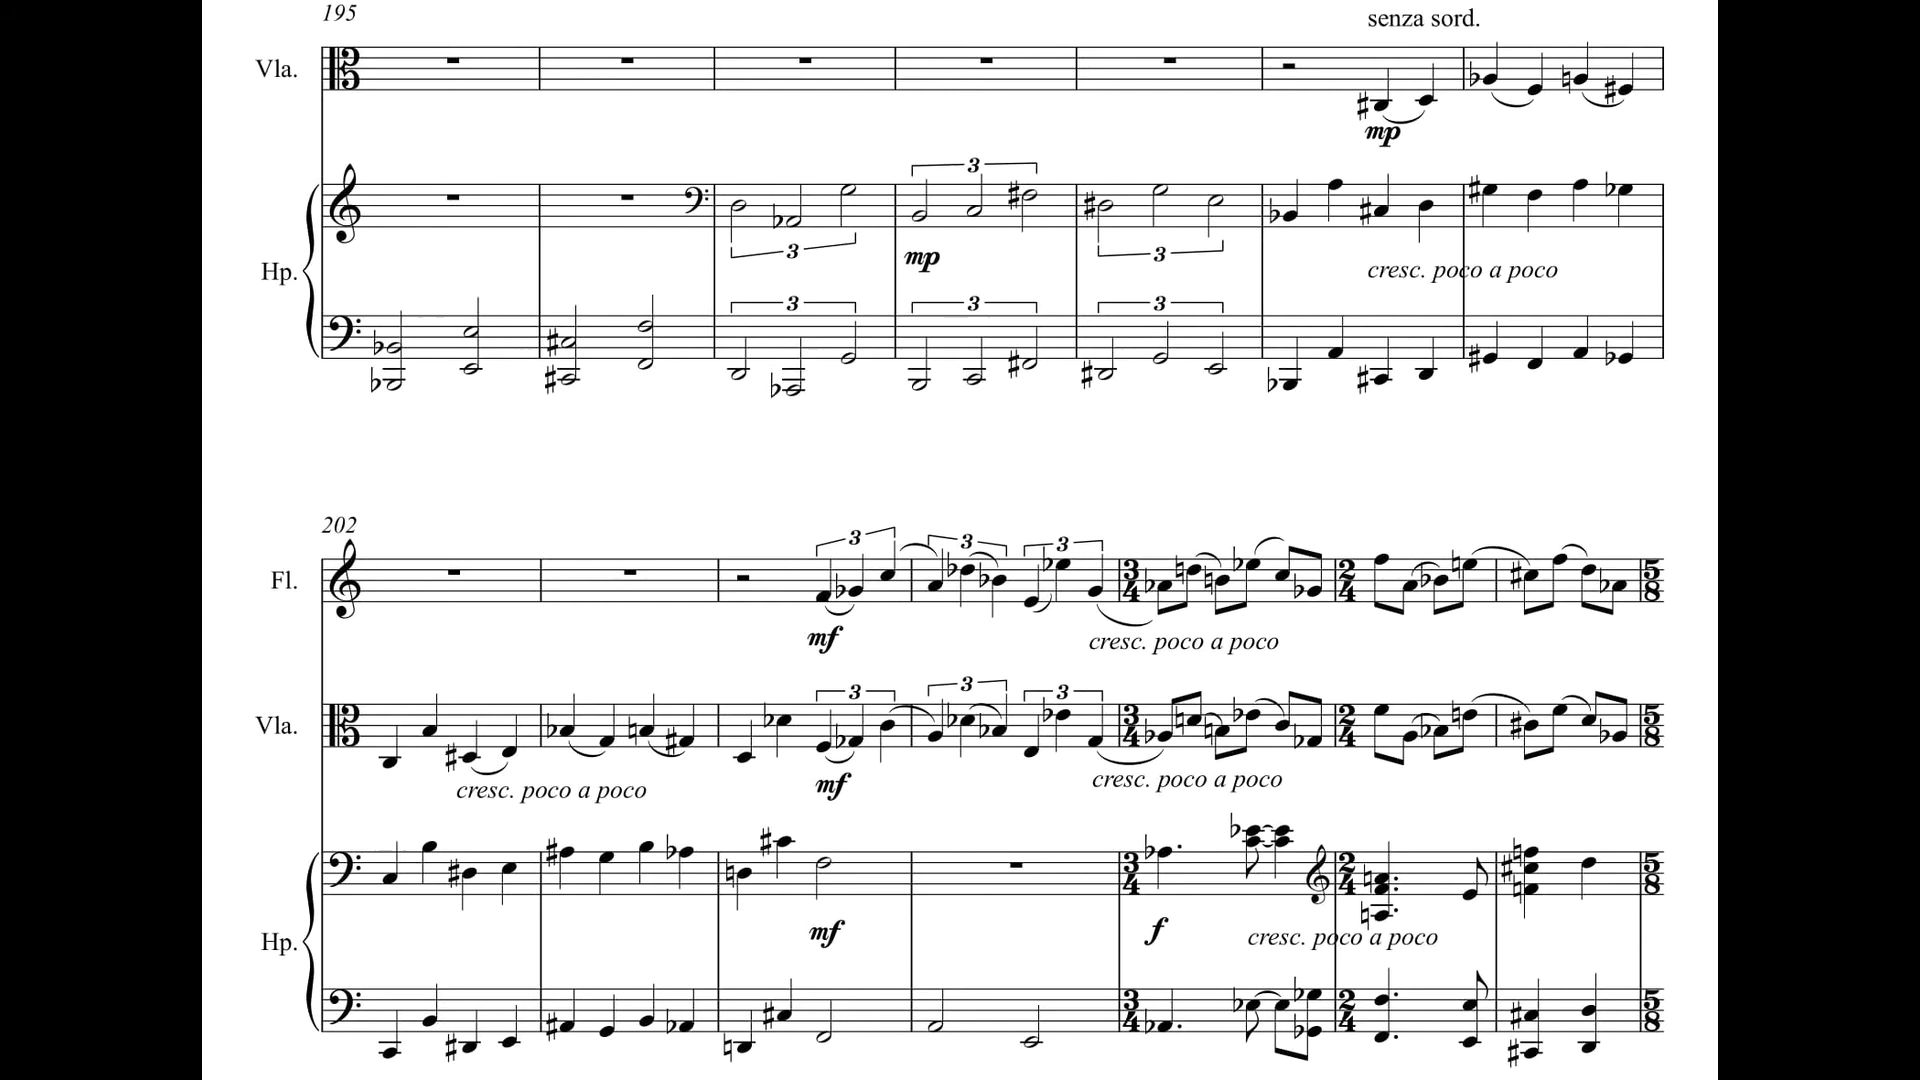 195
senza sord.
Vla.
mp
3 3 3
mp
3
Hp.
cresc. poco a poco
3 3 3
202
3 3 3
Fl.
3 4 2 4 5 8
mf
cresc. poco a poco
3 3 3
Vla.
3 4 2 4 5 8
cresc. poco a poco
mf
cresc. poco a poco
3 4 2 4 5 8
Hp.
mf
f
cresc. poco a poco
3 4 2 4 5 8